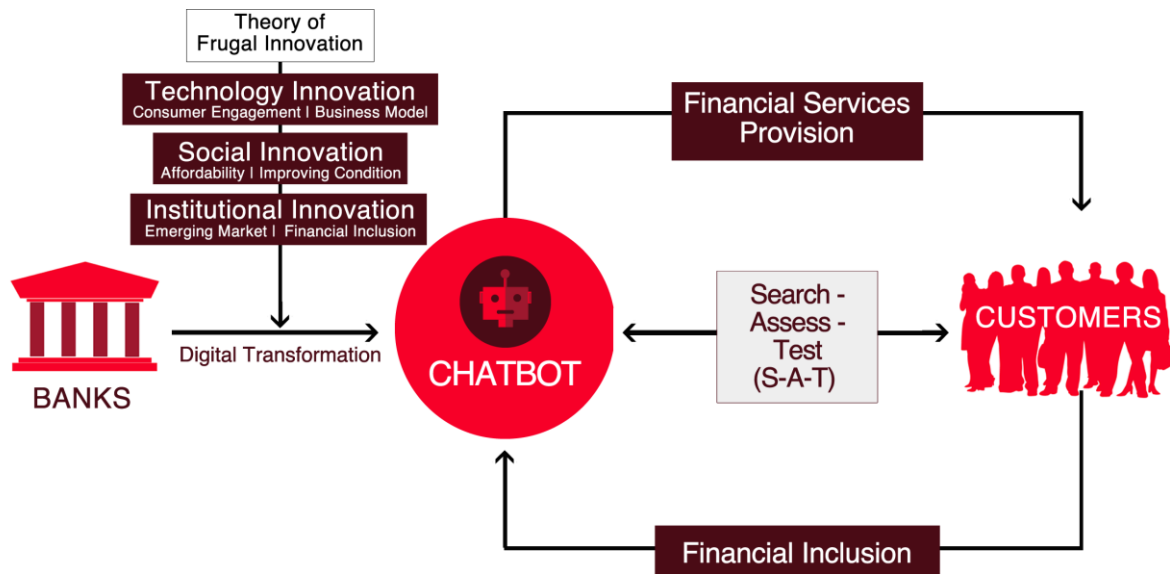 Theory of
Frugal Innovation
Technology Innovation
Consumer Engagement | Business Model
Social Innovation
Affordability | Improving Condition
Institutional Innovation
Emerging Market | Financial Inclusion
Financial Services
Provision
BANKS
Digital Transformation
CHATBOT
Search -
Assess -
Test
(S-A-T)
CUSTOMERS
Financial Inclusion